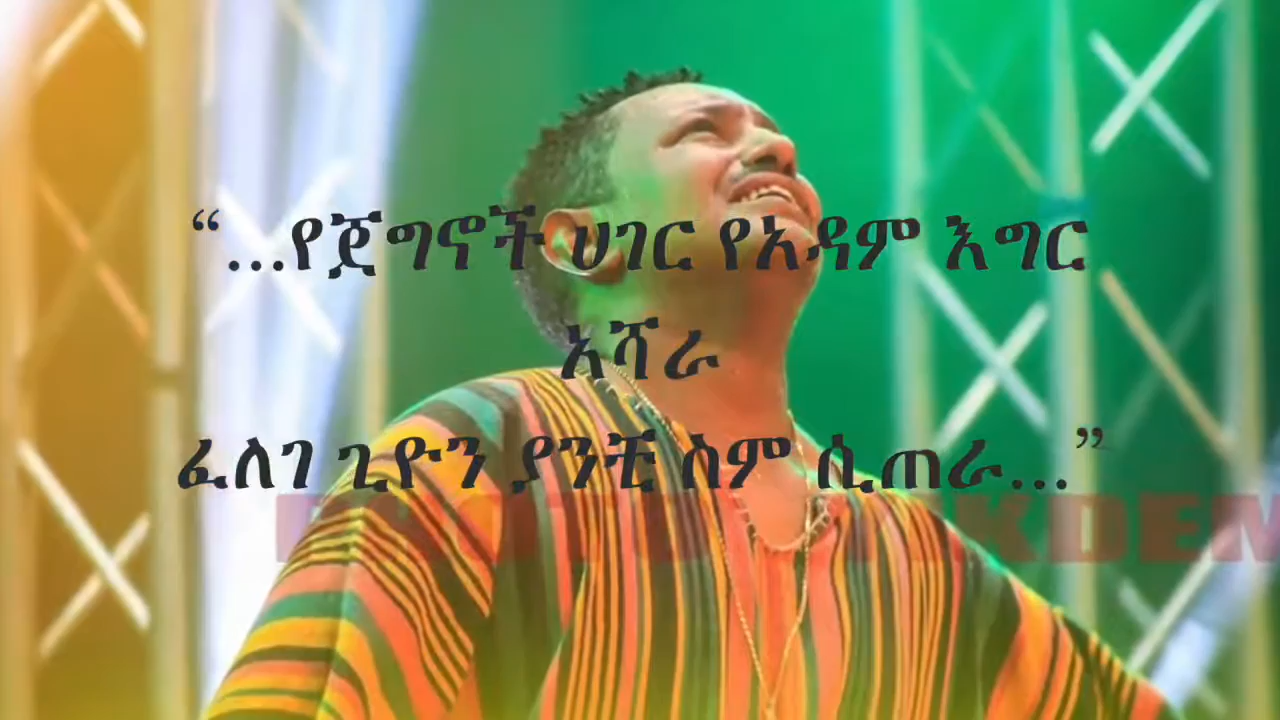 “...የጀግኖች ሀገር የአዳም እግር
አሻራ
ፈለገ ጊዮን ያንቺ ስም ሲጠራ...”